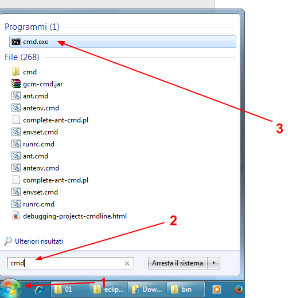 Programmi (1)
cmd.exe
3
File (268)
cmd
gcm-cmd.jar
ant.cmd
antenv.cmd
complete-ant-cmd.pl
envset.cmd
runrc.cmd
ant.cmd
antenv.cmd
complete-ant-cmd.pl
envset.cmd
runrc.cmd
debugging-projects-cmdline.html
2
Ulteriori risultati
cmd
Arresta il sistema
1
01
eclip...
Dow...
bin